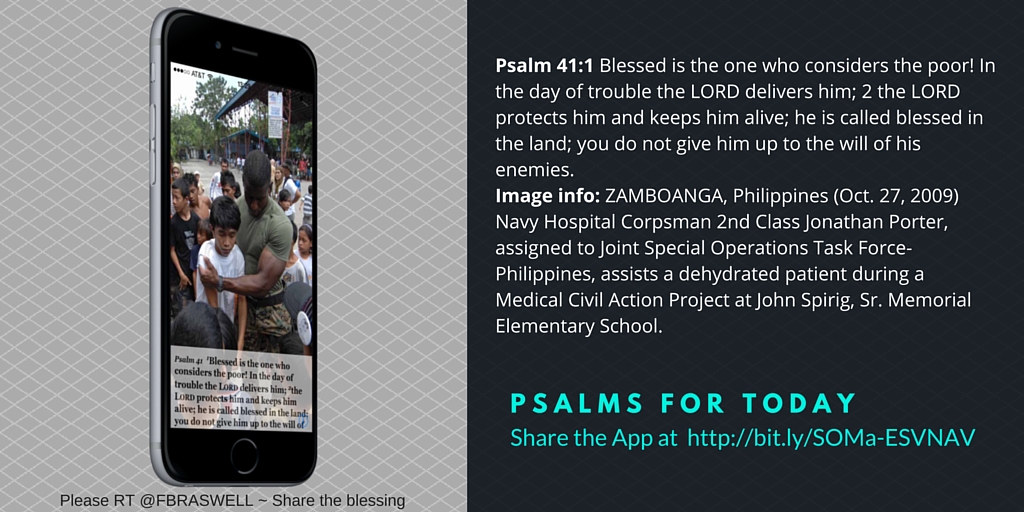 AT&T
Psalm 41 ¹Blessed is the one who
considers the poor! In the day of
trouble the LORD delivers him; ²the
LORD protects him and keeps him
alive; he is called blessed in the land;
you do not give him up to the will of
Please RT @FBRASWELL ~ Share the blessing
Psalm 41:1 Blessed is the one who considers the poor! In
the day of trouble the LORD delivers him; 2 the LORD
protects him and keeps him alive; he is called blessed in
the land; you do not give him up to the will of his
enemies.
Image info: ZAMBOANGA, Philippines (Oct. 27, 2009)
Navy Hospital Corpsman 2nd Class Jonathan Porter,
assigned to Joint Special Operations Task Force-
Philippines, assists a dehydrated patient during a
Medical Civil Action Project at John Spirig, Sr. Memorial
Elementary School.
PSALMS FOR TODAY
Share the App at http://bit.ly/SOMa-ESVNAV